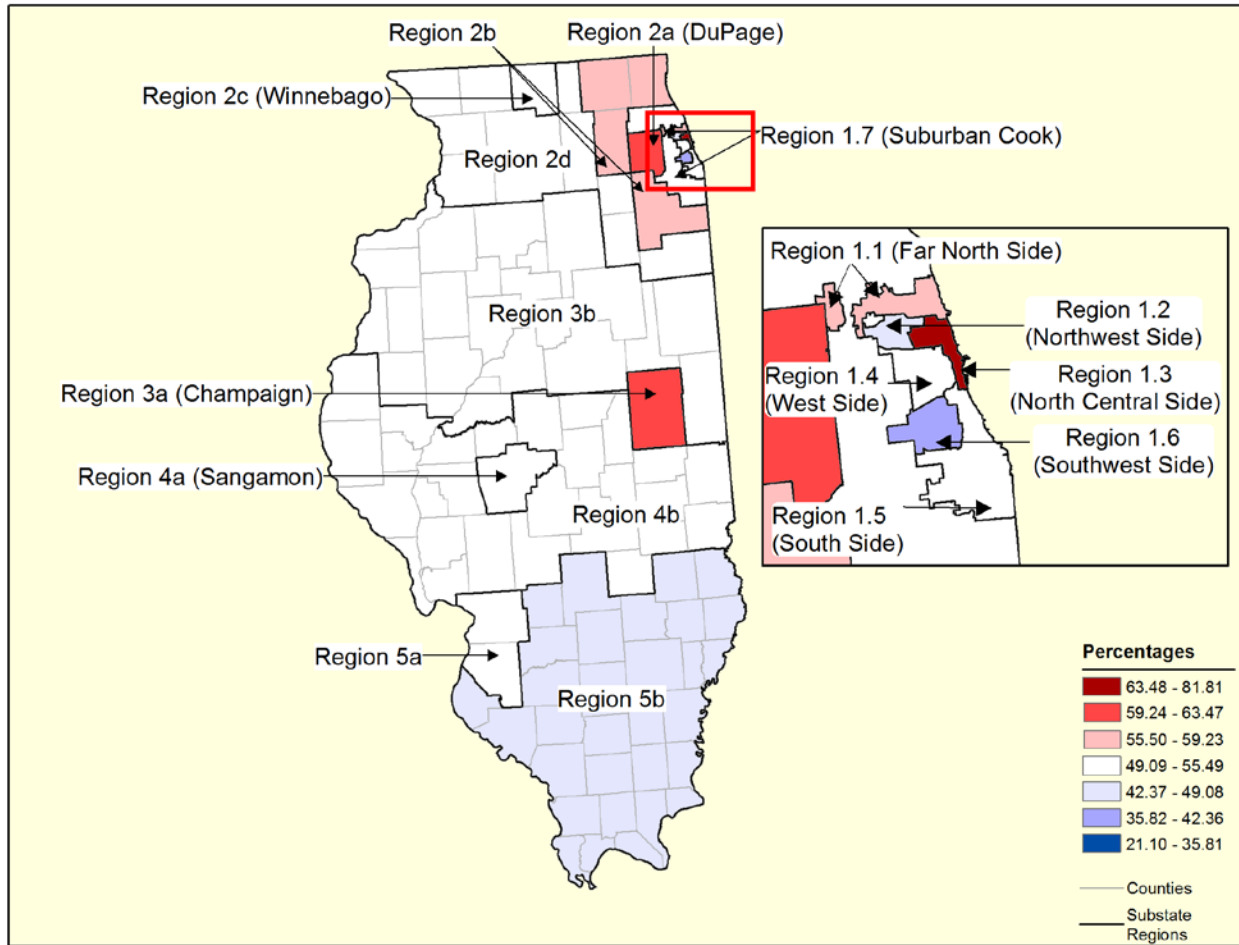 Region 2b
Region 2a (DuPage)
Region 2c (Winnebago)
Region 1.7 (Suburban Cook)
Region 2d
Region 1.1 (Far North Side)
Region 1.2
(Northwest Side)
Region 3b
Region 1.4
(West Side)
Region 1.3
(North Central Side)
Region 3a (Champaign)
Region 1.6
(Southwest Side)
Region 4a (Sangamon)
Region 4b
Region 1.5
(South Side)
Region 5a
Region 5b
Percentages
63.48 - 81.81
59.24 - 63.47
55.50 - 59.23
49.09 - 55.49
42.37 - 49.08
35.82 - 42.36
21.10 - 35.81
Counties
Substate
Regions